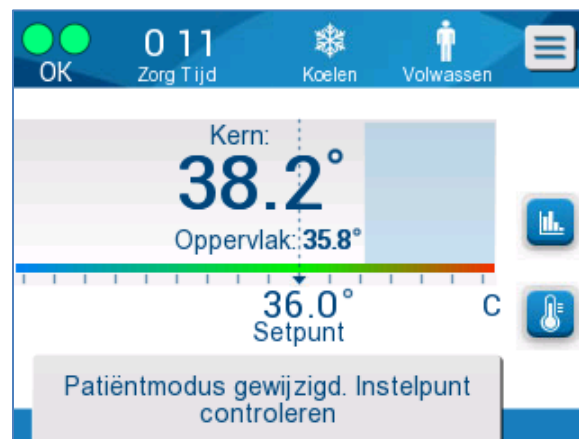 OK
0 11
Zorg Tijd
Koelen
Volwassen
Kern:
38.2°
Oppervlak: 35.8°
36.0°
C
Setpunt
Patiëntmodus gewijzigd. Instelpunt
controleren